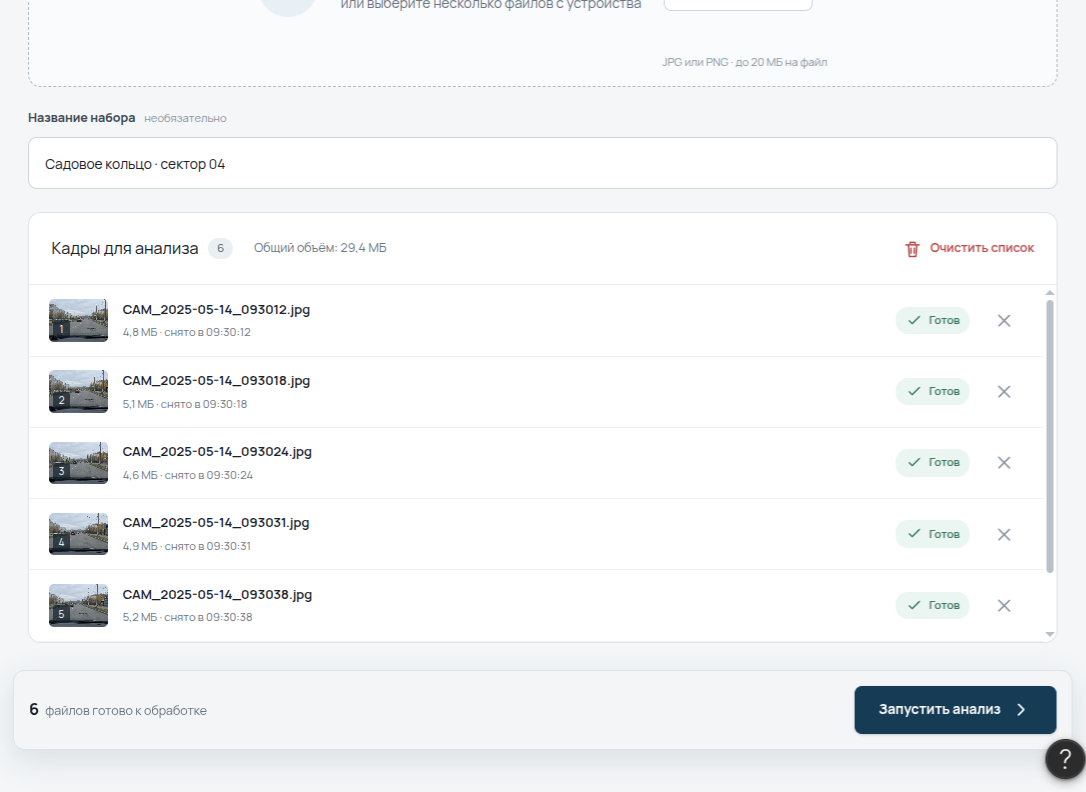 или выберите несколько файлов с устройства
JPG или PNG · до 20 МБ на файл
Название набора необязательно
Садовое кольцо · сектор 04
Кадры для анализа 6 Общий объём: 29,4 МБ Очистить список
1 CAM_2025-05-14_093012.jpg Готов
4,8 МБ · снято в 09:30:12
2 CAM_2025-05-14_093018.jpg Готов
5,1 МБ · снято в 09:30:18
3 CAM_2025-05-14_093024.jpg Готов
4,6 МБ · снято в 09:30:24
4 CAM_2025-05-14_093031.jpg Готов
4,9 МБ · снято в 09:30:31
5 CAM_2025-05-14_093038.jpg Готов
5,2 МБ · снято в 09:30:38
6 файлов готово к обработке Запустить анализ
?